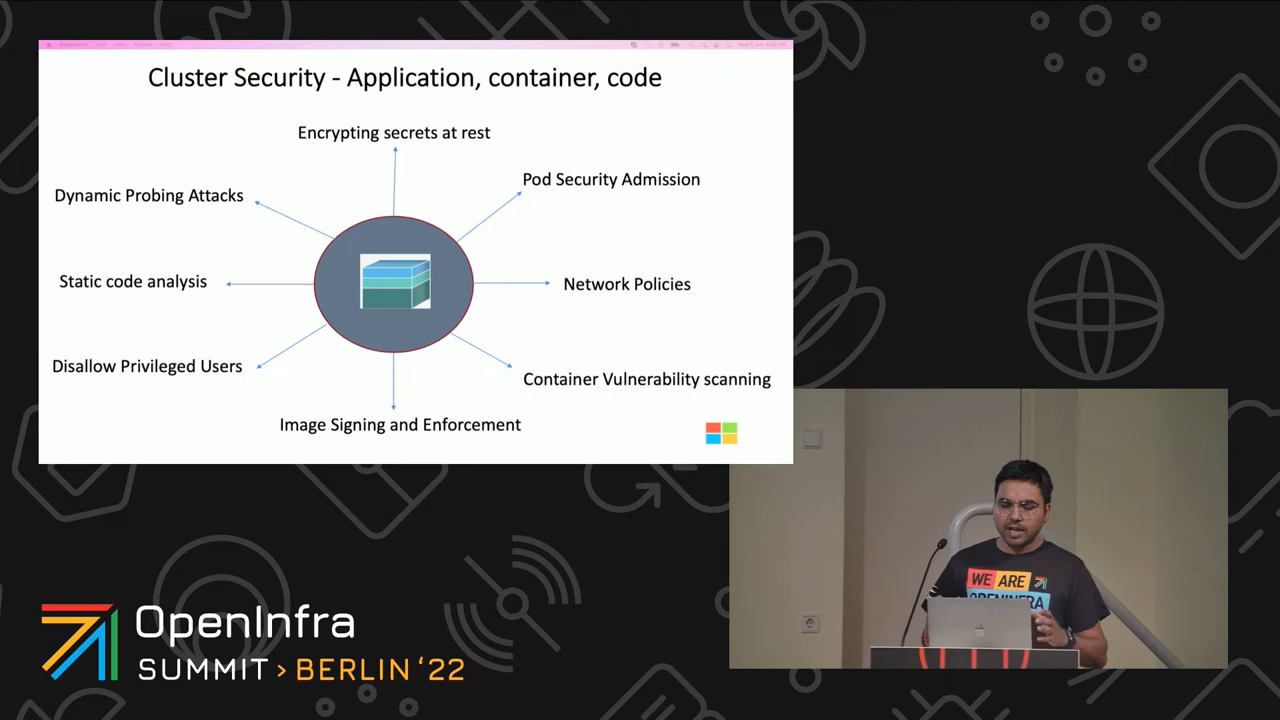 Cluster Security - Application, container, code
Encrypting secrets at rest
Dynamic Probing Attacks
Pod Security Admission
Static code analysis
Network Policies
Disallow Privileged Users
Container Vulnerability scanning
Image Signing and Enforcement
WE ARE
OPENINFRA
OpenInfra
SUMMIT > BERLIN ‘22